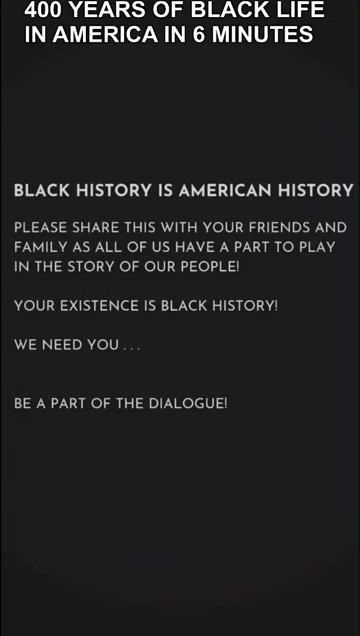 400 YEARS OF BLACK LIFE
IN AMERICA IN 6 MINUTES
BLACK HISTORY IS AMERICAN HISTORY
PLEASE SHARE THIS WITH YOUR FRIENDS AND
FAMILY AS ALL OF US HAVE A PART TO PLAY
IN THE STORY OF OUR PEOPLE!
YOUR EXISTENCE IS BLACK HISTORY!
WE NEED YOU . . .
BE A PART OF THE DIALOGUE!